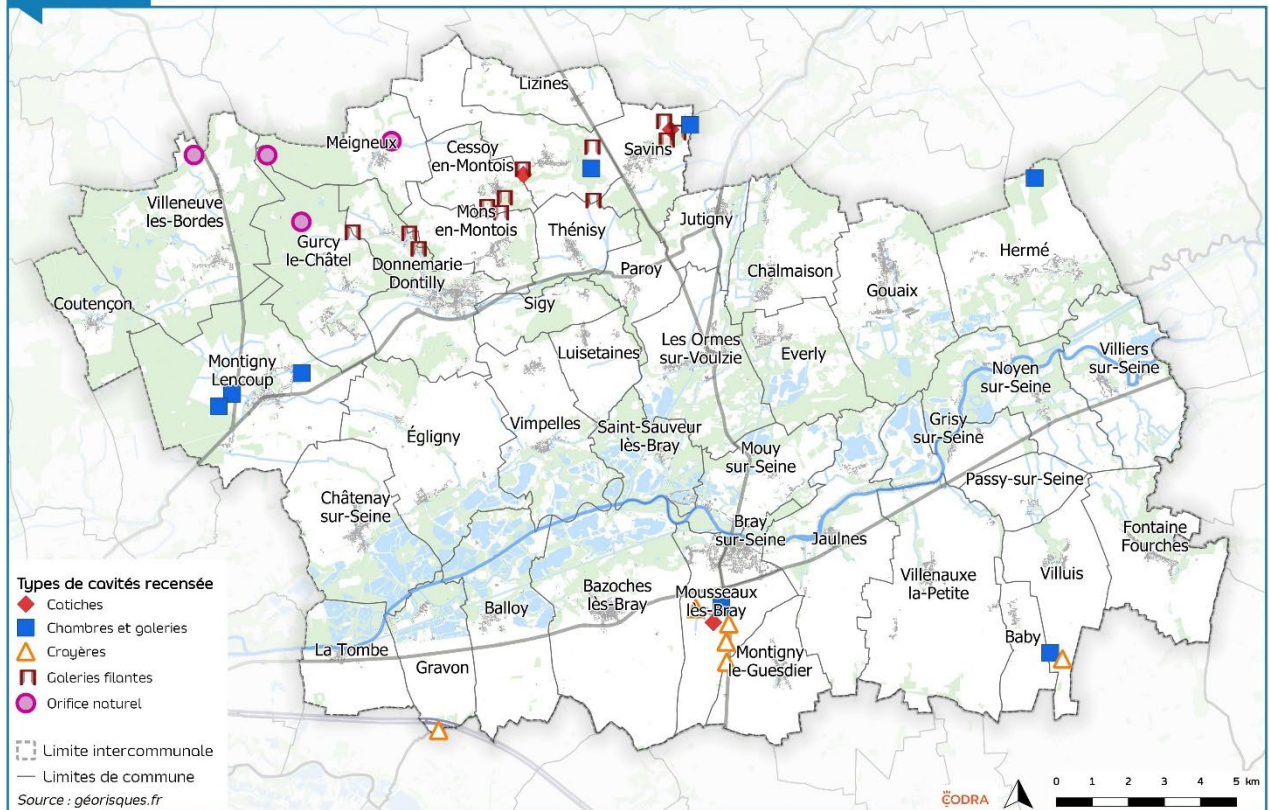 Lizines
Meigneux
Cessoy
en-Montois
Savins
Villeneuve
les-Bordes
Mons
en-Montois
Thénisy
Jutigny
Gurcy
le-Châtel
Donnemarie
Dontilly
Paroy
Chalmaison
Hermé
Gouaix
Coutençon
Sigy
Luisetaines
Les Ormes
sur-Voulzie
Everly
Montigny
Lencoup
Noyen
sur-Seine
Villiers
sur-Seine
Égligny
Vimpelles
Saint-Sauveur
lès-Bray
Mouy
sur-Seine
Grisy
sur-Seine
Châtenay
sur-Seine
Passy-sur-Seine
Bray
sur-Seine
Jaulnes
Fontaine
Fourches
Bazoches
lès-Bray
Mousseaux
lès-Bray
Villenauxe
la-Petite
Villuis
Balloy
La Tombe
Gravon
Montigny
le-Guesdier
Baby
Types de cavités recensée
Catiches
Chambres et galeries
Crayères
Galeries filantes
Orifice naturel
Limite intercommunale
Limites de commune
Source : géorisques.fr
CODRA
0 1 2 3 4 5 km